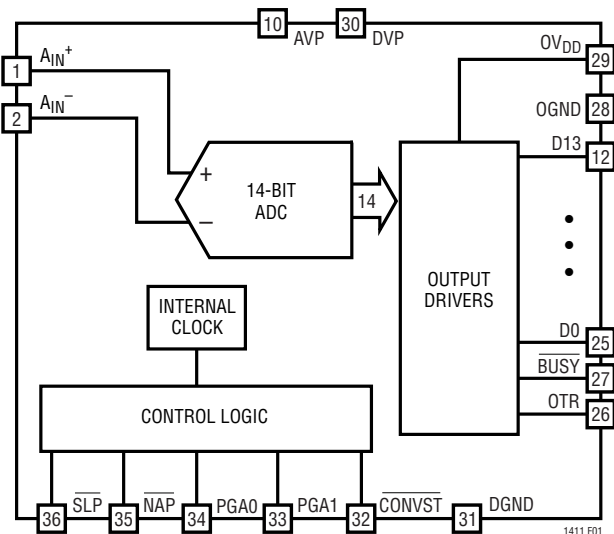 10 AVP 30 DVP
OVDD
29
1 AIN+
2 AIN−
OGND 28
D13
12
+
−
14-BIT
ADC
14
OUTPUT
DRIVERS
INTERNAL
CLOCK
D0
25
BUSY
27
OTR
26
CONTROL LOGIC
36 SLP 35 NAP 34 PGA0 33 PGA1 32 CONVST 31 DGND
1411 F01